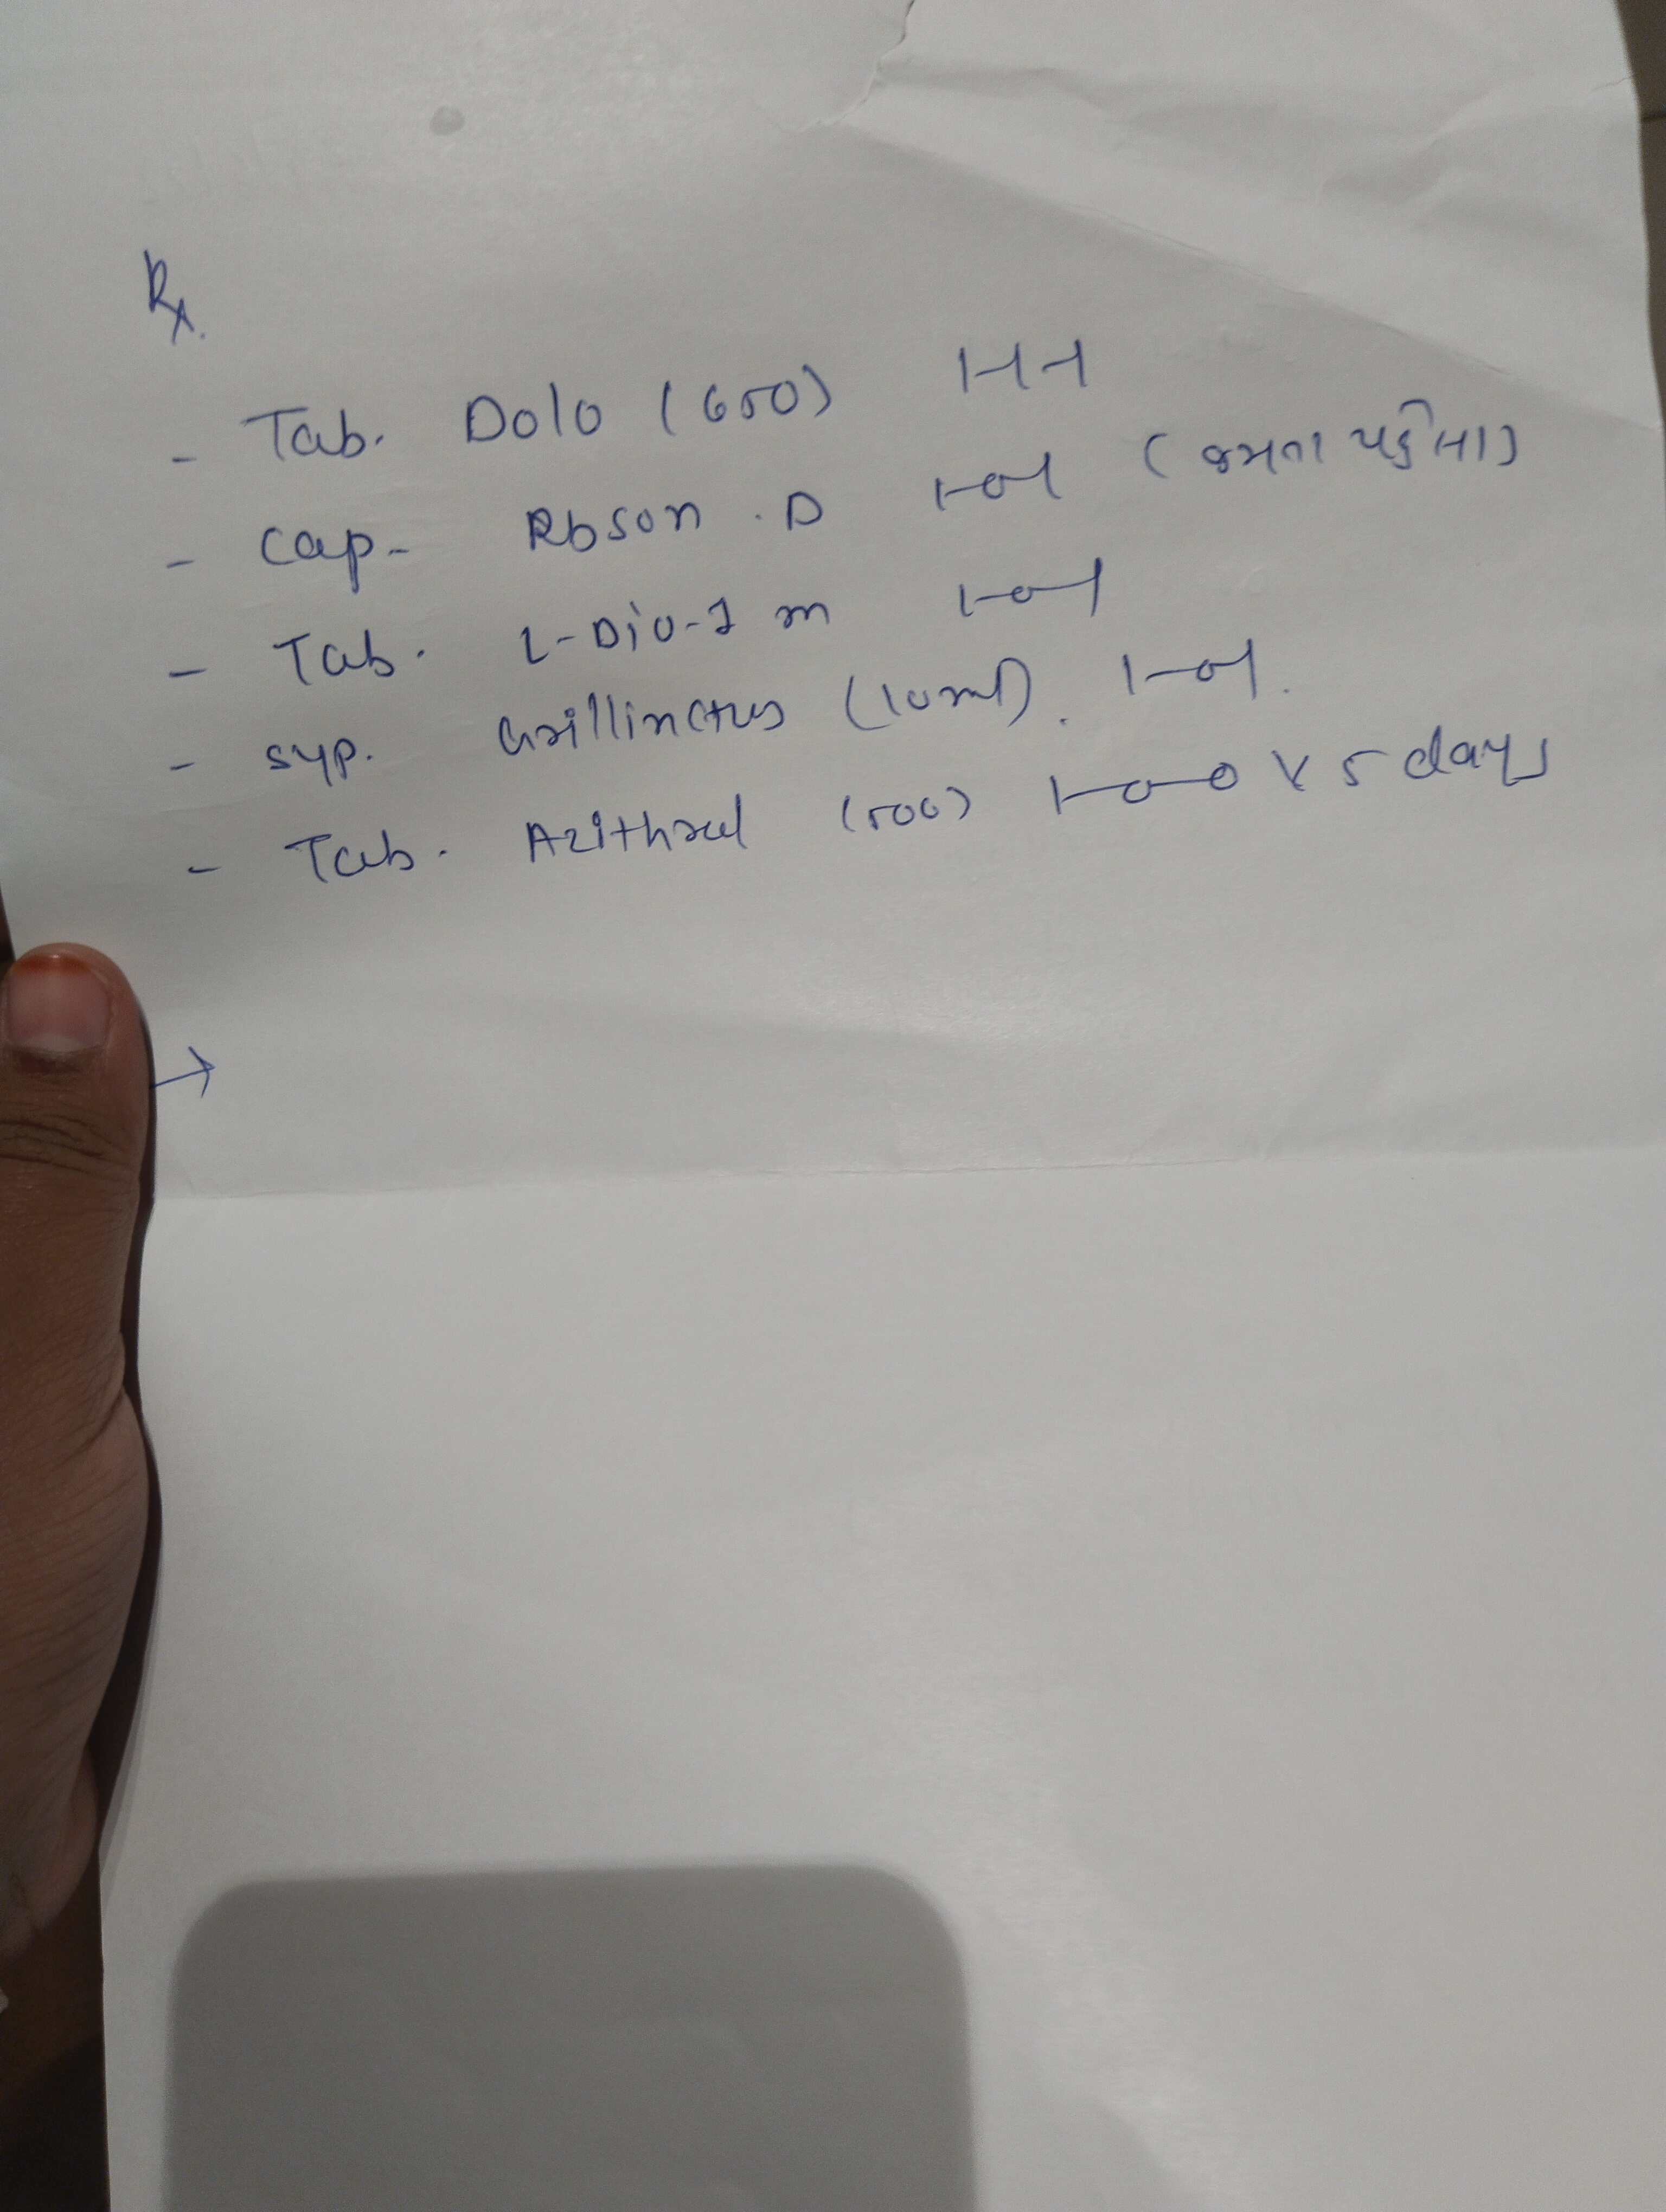 Rx.
- Tab. Dolo (650) 1-1-1
- Cap- Rbson . D 1-0-1 (જમતા પહેલા)
- Tab. L-Dio-1 m 1-0-1
- Syp. Grillinctus (10ml). 1-0-1.
- Tab. Azithral (500) 1-0-0 x 5 days
→